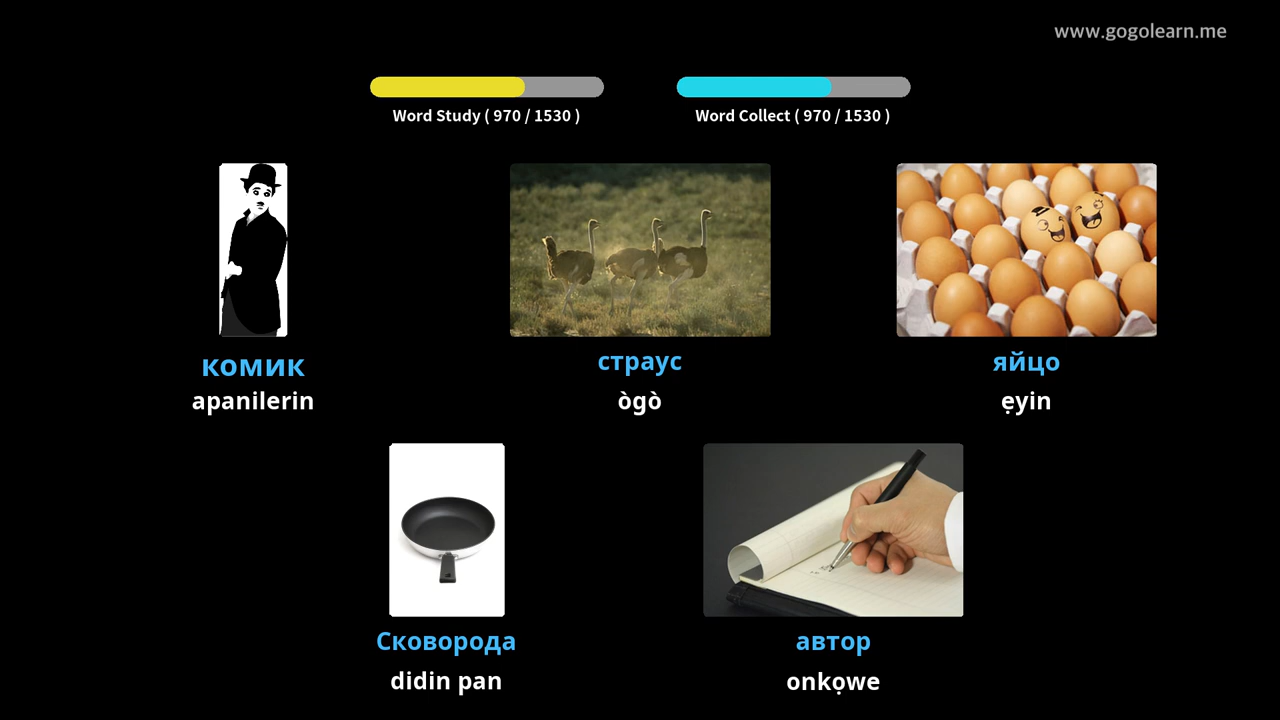 www.gogolearn.me
Word Study ( 970 / 1530 )
Word Collect ( 970 / 1530 )
комик
apanilerin
страус
ògò
яйцо
ẹyin
Сковорода
didin pan
автор
onkọwe